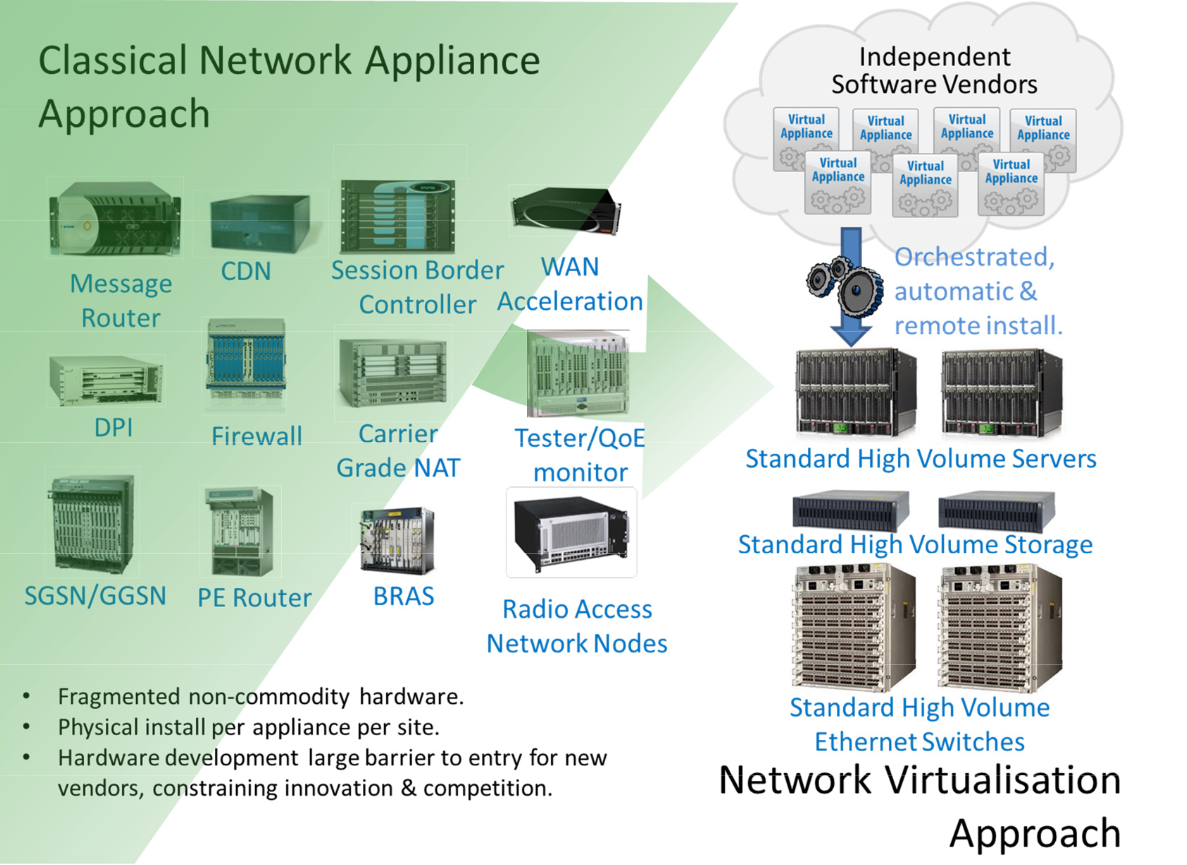 Classical Network Appliance
Approach
Message
Router
CDN
Session Border
Controller
WAN
Acceleration
DPI
Firewall
Carrier
Grade NAT
Tester/QoE
monitor
SGSN/GGSN
PE Router
BRAS
Radio Access
Network Nodes
• Fragmented non-commodity hardware.
• Physical install per appliance per site.
• Hardware development large barrier to entry for new
vendors, constraining innovation & competition.
Independent
Software Vendors
Virtual
Appliance
Virtual
Appliance
Virtual
Appliance
Virtual
Appliance
Virtual
Appliance
Virtual
Appliance
Virtual
Appliance
Orchestrated,
automatic &
remote install.
Standard High Volume Servers
Standard High Volume Storage
Standard High Volume
Ethernet Switches
Network Virtualisation
Approach